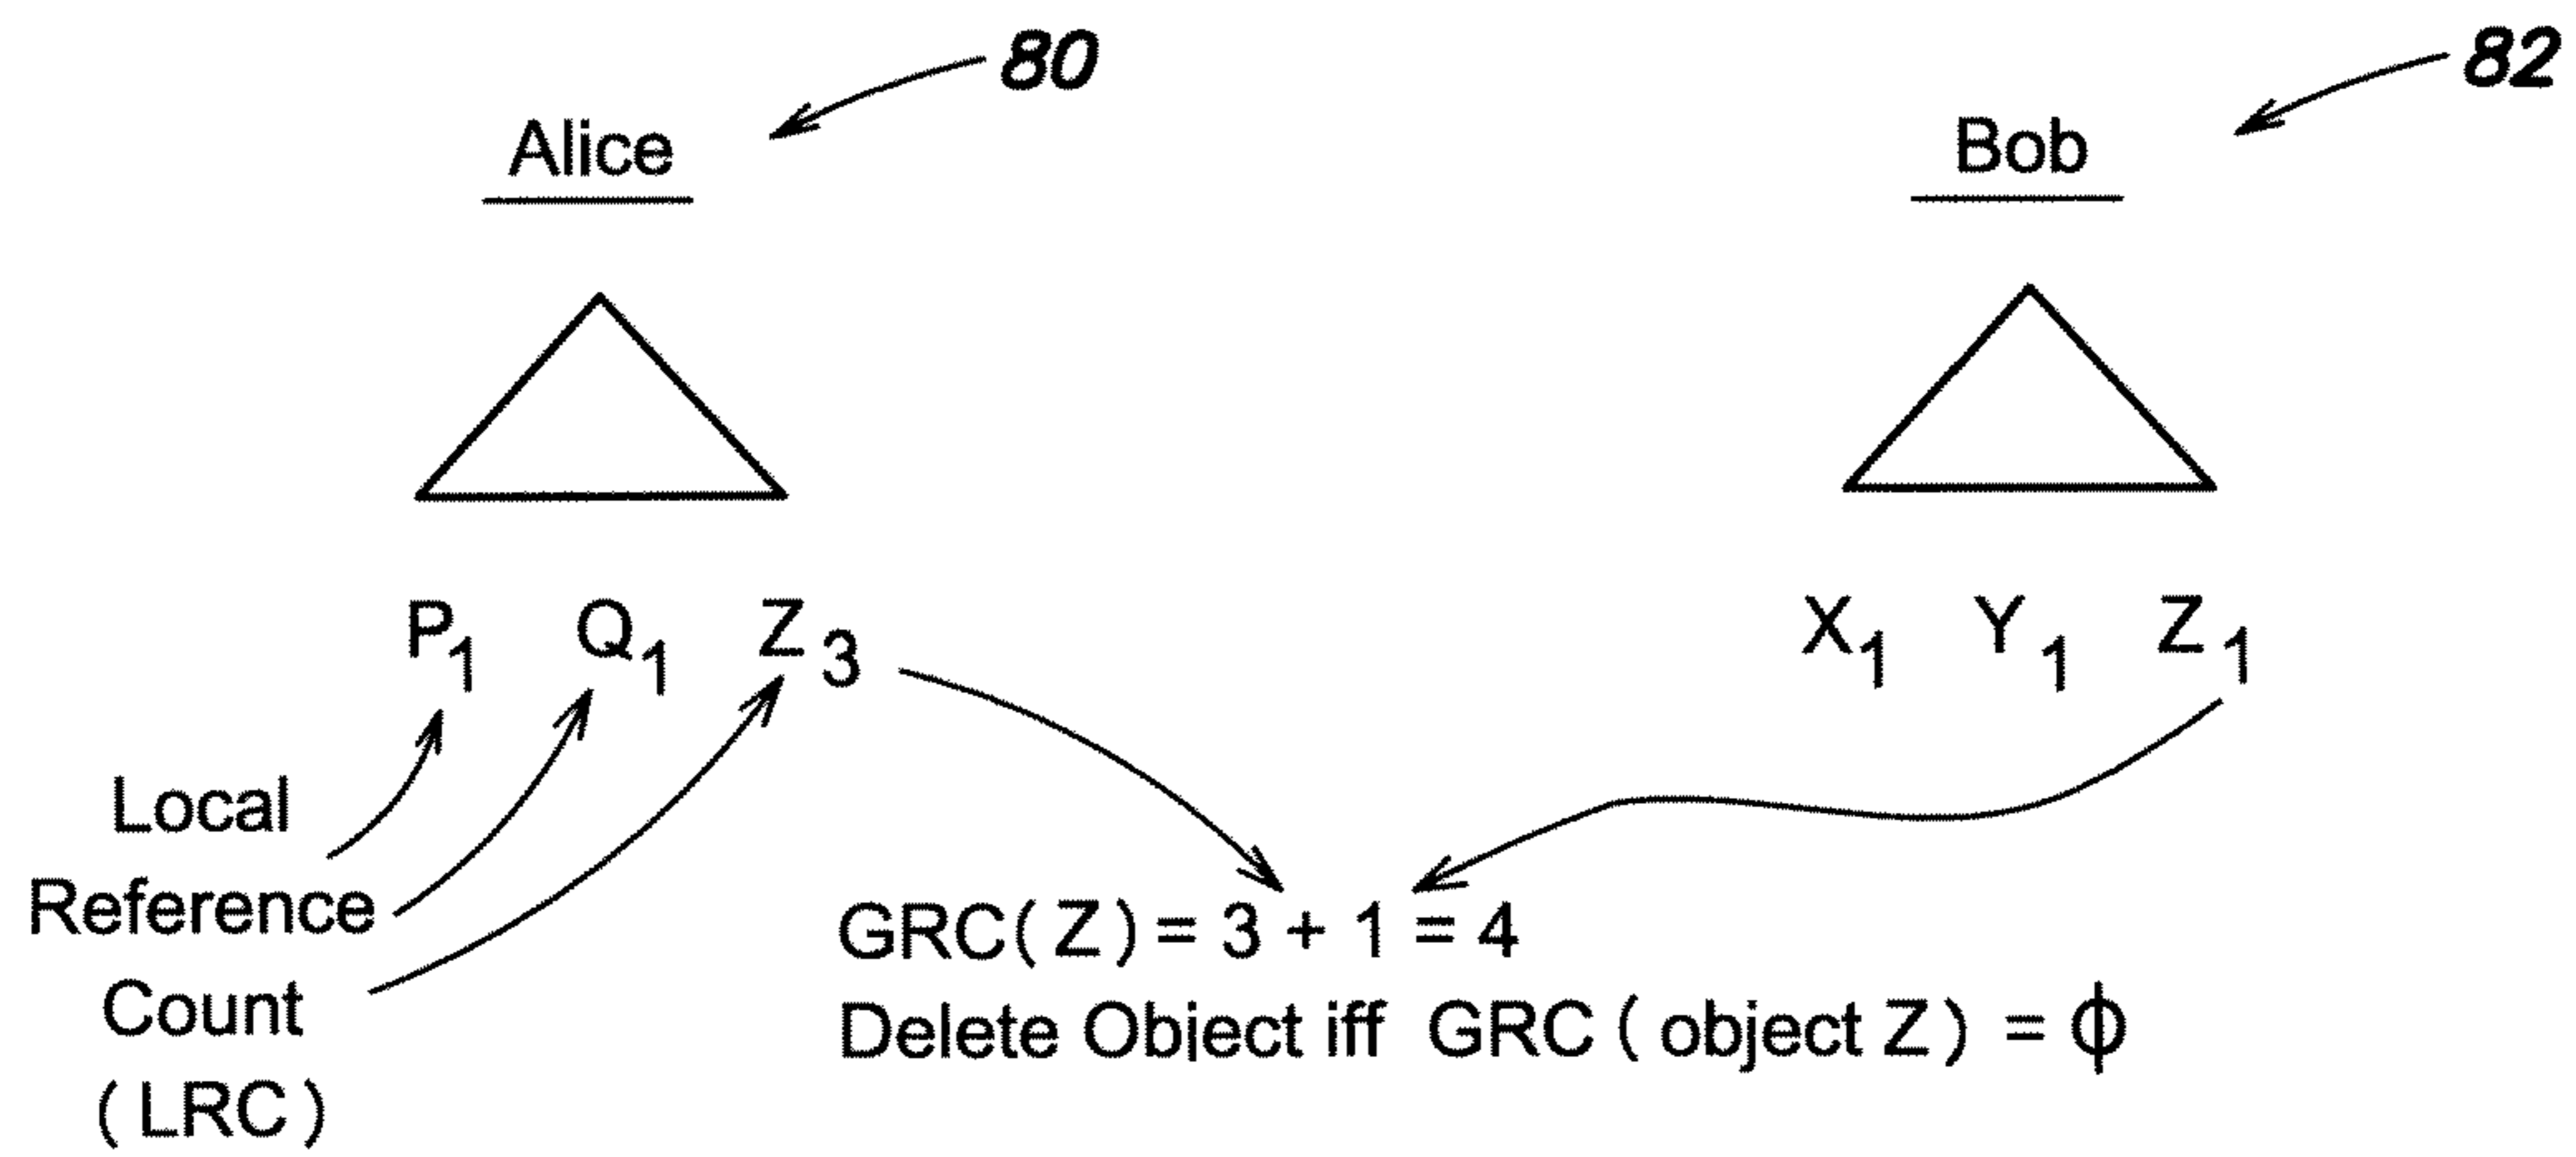 80
82
Alice
Bob
P1 Q1 Z3
X1 Y1 Z1
Local
Reference
Count
(LRC)
GRC(Z) = 3 + 1 = 4
Delete Object iff GRC (object Z) = ϕ